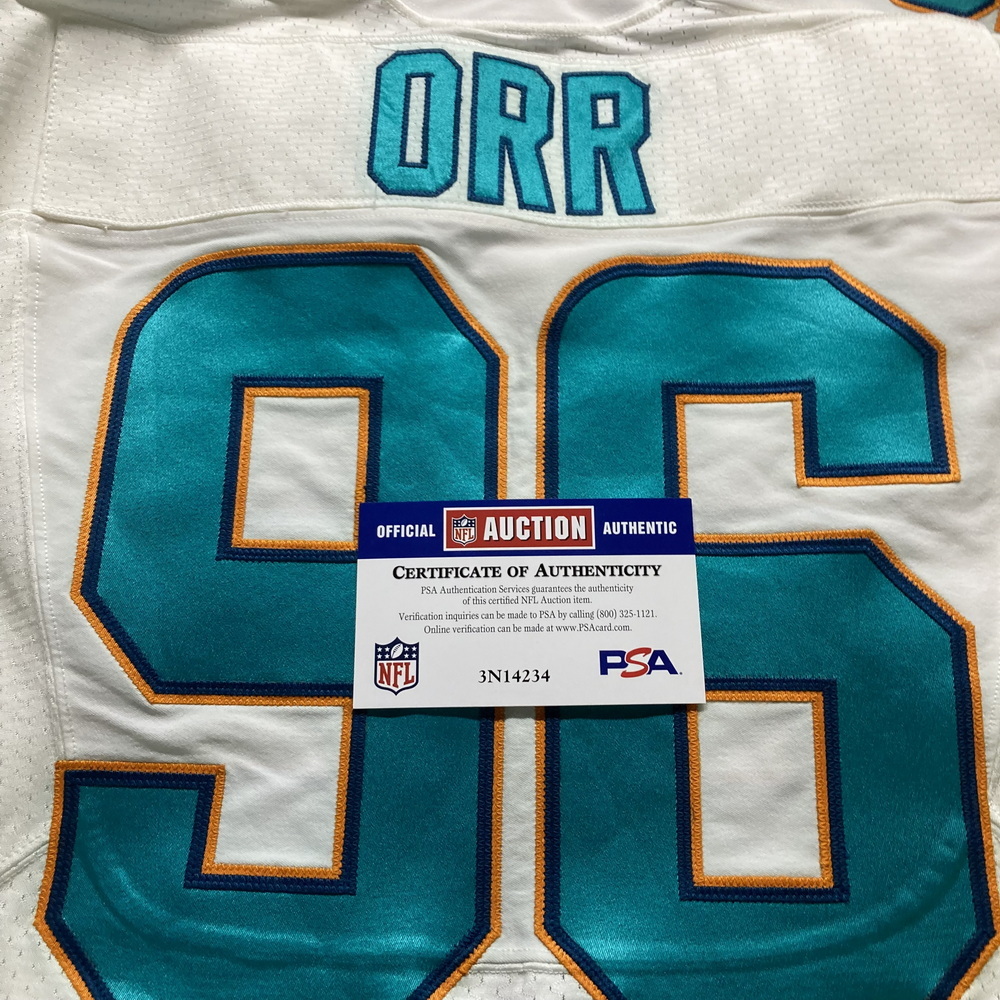 ORR
96
OFFICIAL NFL AUCTION AUTHENTIC
CERTIFICATE OF AUTHENTICITY
PSA Authentication Services guarantees the authenticity
of this certified NFL Auction item.
Verification inquiries can be made to PSA by calling (800) 325-1121.
Online verification can be made at www.PSAcard.com.
NFL 3N14234 PSA